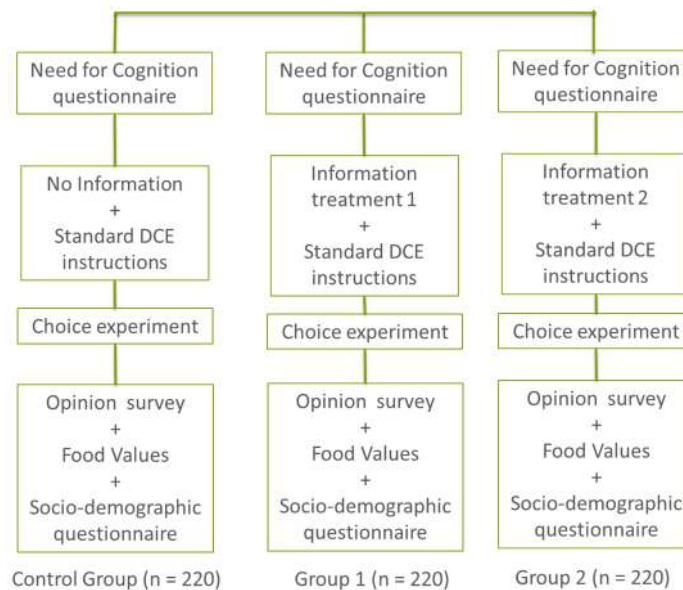 Need for Cognition
questionnaire
No Information
+
Standard DCE
instructions
Choice experiment
Opinion survey
+
Food Values
+
Socio-demographic
questionnaire
Control Group (n = 220)
Need for Cognition
questionnaire
Information
treatment 1
+
Standard DCE
instructions
Choice experiment
Opinion survey
+
Food Values
+
Socio-demographic
questionnaire
Group 1 (n = 220)
Need for Cognition
questionnaire
Information
treatment 2
+
Standard DCE
instructions
Choice experiment
Opinion survey
+
Food Values
+
Socio-demographic
questionnaire
Group 2 (n = 220)